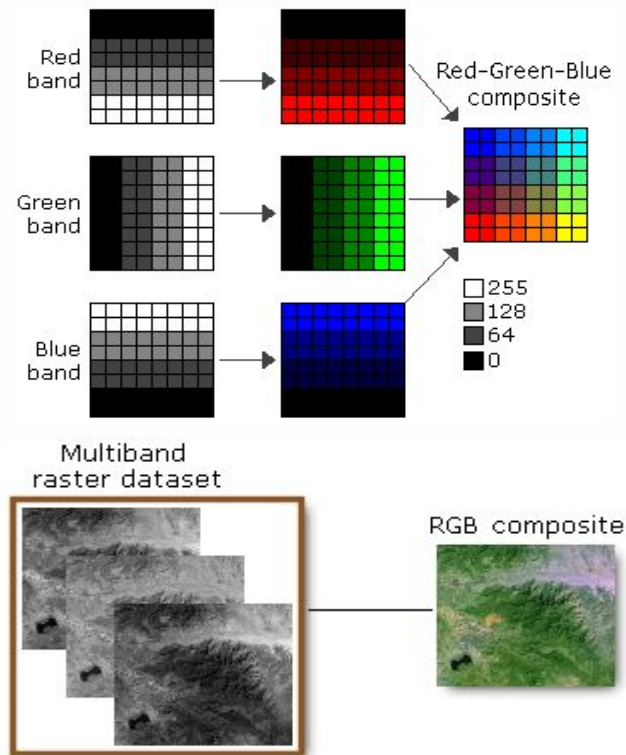 Red
band
Red-Green-Blue
composite
Green
band
255
128
64
0
Blue
band
Multiband
raster dataset
RGB composite